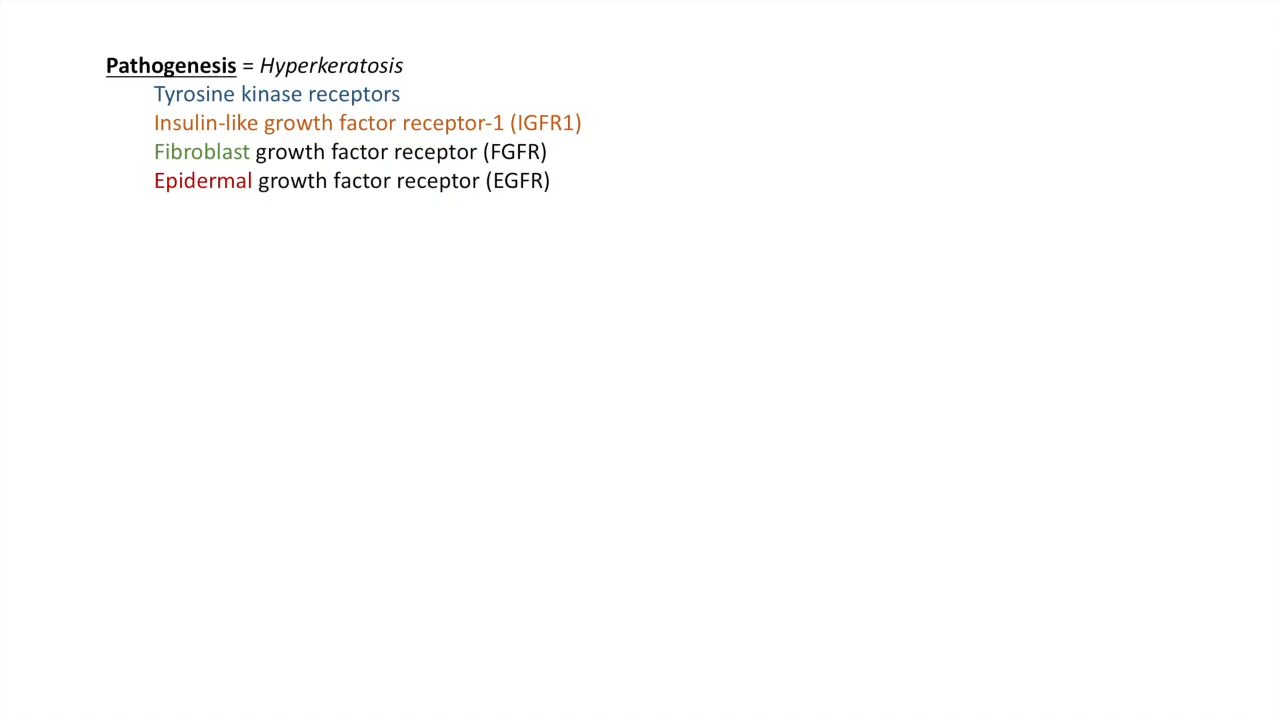 Pathogenesis = Hyperkeratosis
Tyrosine kinase receptors
Insulin-like growth factor receptor-1 (IGFR1)
Fibroblast growth factor receptor (FGFR)
Epidermal growth factor receptor (EGFR)